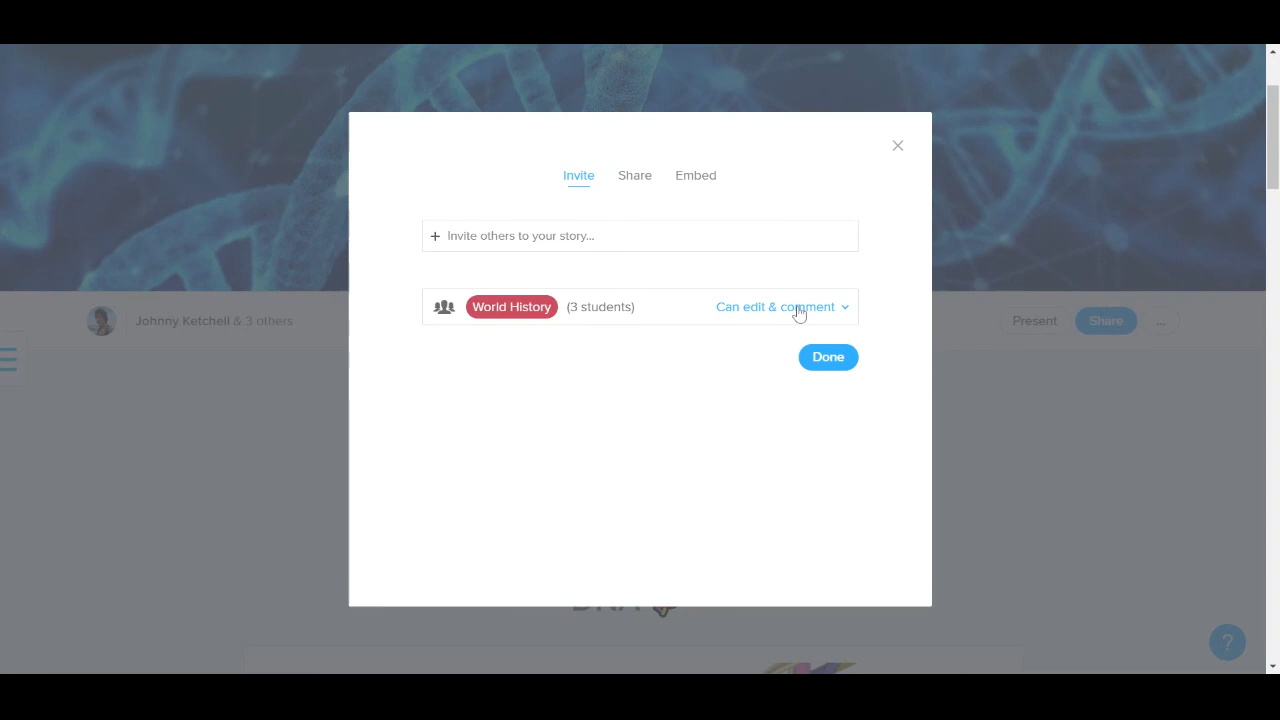 Invite Share Embed
+ Invite others to your story...
World History (3 students) Can edit & comment
Done
Johnny Ketchell & 3 others
Present Share ...
DNA
?